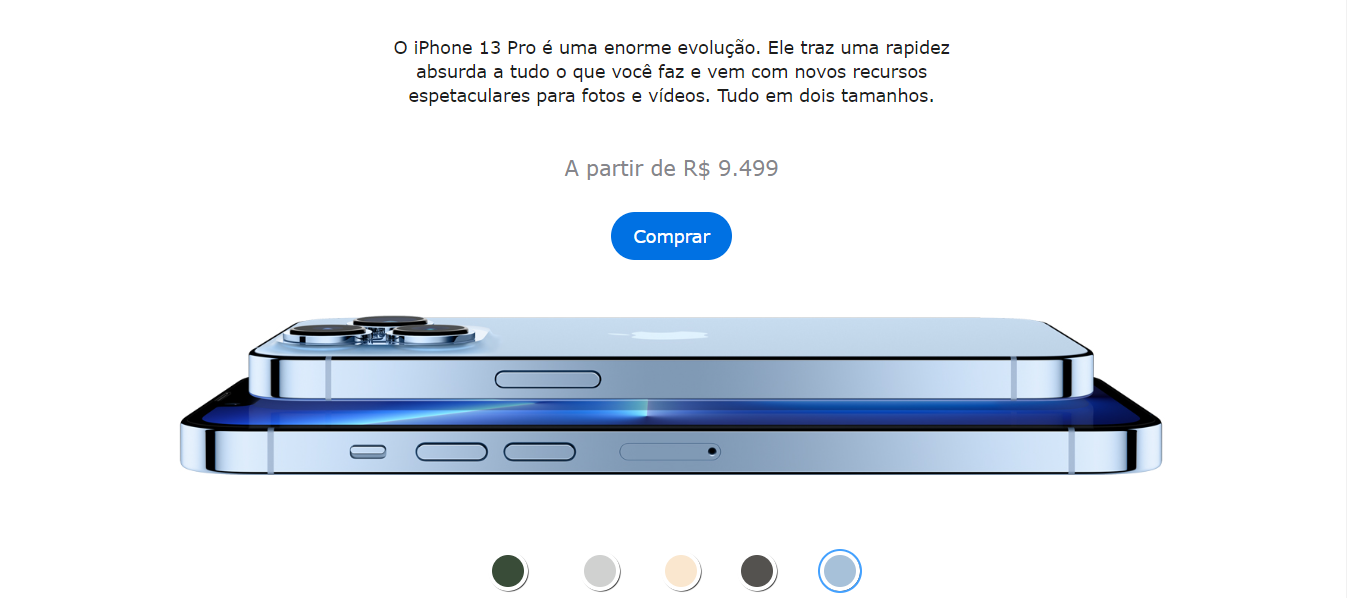 O iPhone 13 Pro é uma enorme evolução. Ele traz uma rapidez
absurda a tudo o que você faz e vem com novos recursos
espetaculares para fotos e vídeos. Tudo em dois tamanhos.
A partir de R$ 9.499
Comprar